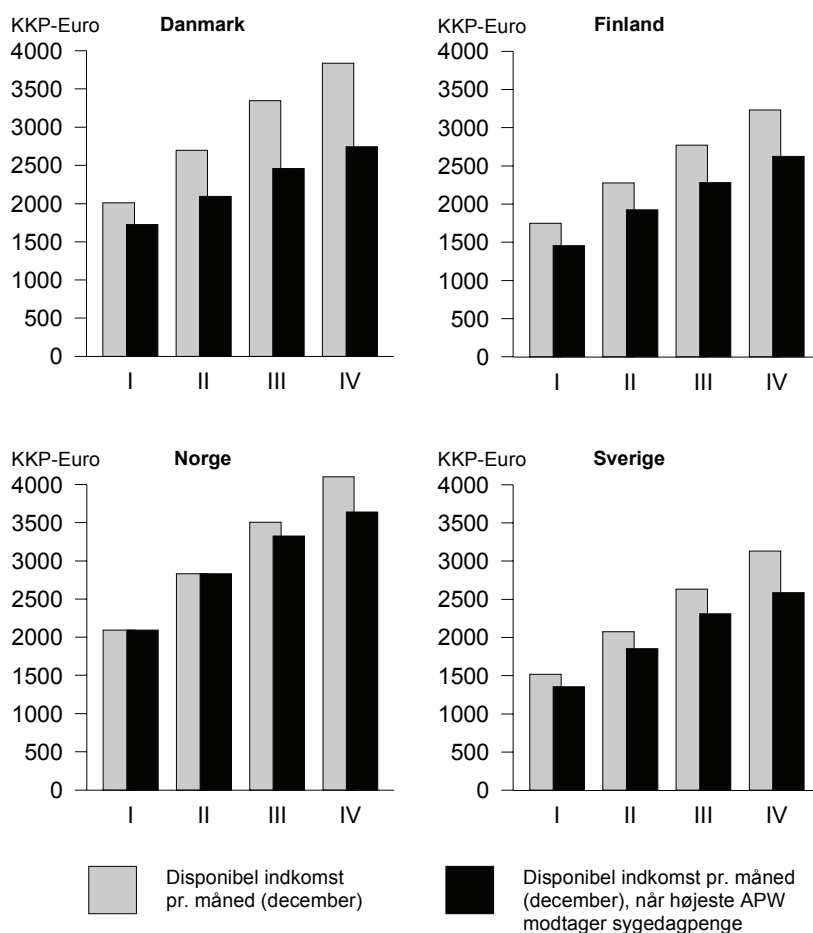 KKP-Euro Danmark
4000
3500
3000
2500
2000
1500
1000
500
0
I II III IV
KKP-Euro Finland
4000
3500
3000
2500
2000
1500
1000
500
0
I II III IV
KKP-Euro Norge
4000
3500
3000
2500
2000
1500
1000
500
0
I II III IV
KKP-Euro Sverige
4000
3500
3000
2500
2000
1500
1000
500
0
I II III IV
Disponibel indkomst
pr. måned (december)
Disponibel indkomst pr. måned
(december), når højeste APW
modtager sygedagpenge